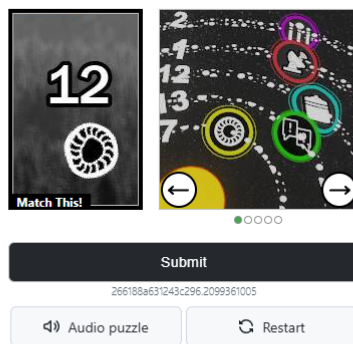 12
Match This!
2
1
12
13
7
Submit
266188a631243c296.2099361005
Audio puzzle
Restart